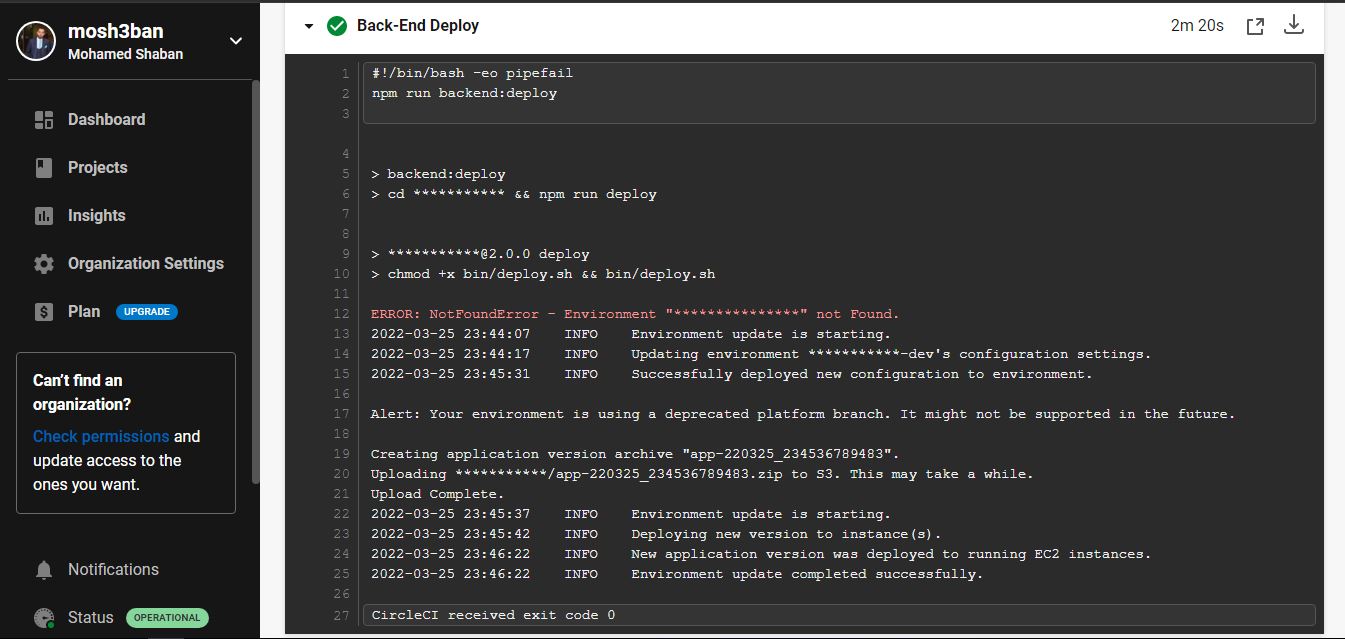 mosh3ban
Mohamed Shaban
Dashboard
Projects
Insights
Organization Settings
Plan UPGRADE
Can't find an
organization?
Check permissions and
update access to the
ones you want.
Notifications
Status OPERATIONAL
Back-End Deploy 2m 20s
1 #!/bin/bash -eo pipefail
2 npm run backend:deploy
3
4
5 > backend:deploy
6 > cd *********** && npm run deploy
7
8
9 > ***********@2.0.0 deploy
10 > chmod +x bin/deploy.sh && bin/deploy.sh
11
12 ERROR: NotFoundError - Environment "***************" not Found.
13 2022-03-25 23:44:07 INFO Environment update is starting.
14 2022-03-25 23:44:17 INFO Updating environment ***********-dev's configuration settings.
15 2022-03-25 23:45:31 INFO Successfully deployed new configuration to environment.
16
17 Alert: Your environment is using a deprecated platform branch. It might not be supported in the future.
18
19 Creating application version archive "app-220325_234536789483".
20 Uploading ***********/app-220325_234536789483.zip to S3. This may take a while.
21 Upload Complete.
22 2022-03-25 23:45:37 INFO Environment update is starting.
23 2022-03-25 23:45:42 INFO Deploying new version to instance(s).
24 2022-03-25 23:46:22 INFO New application version was deployed to running EC2 instances.
25 2022-03-25 23:46:22 INFO Environment update completed successfully.
26
27 CircleCI received exit code 0